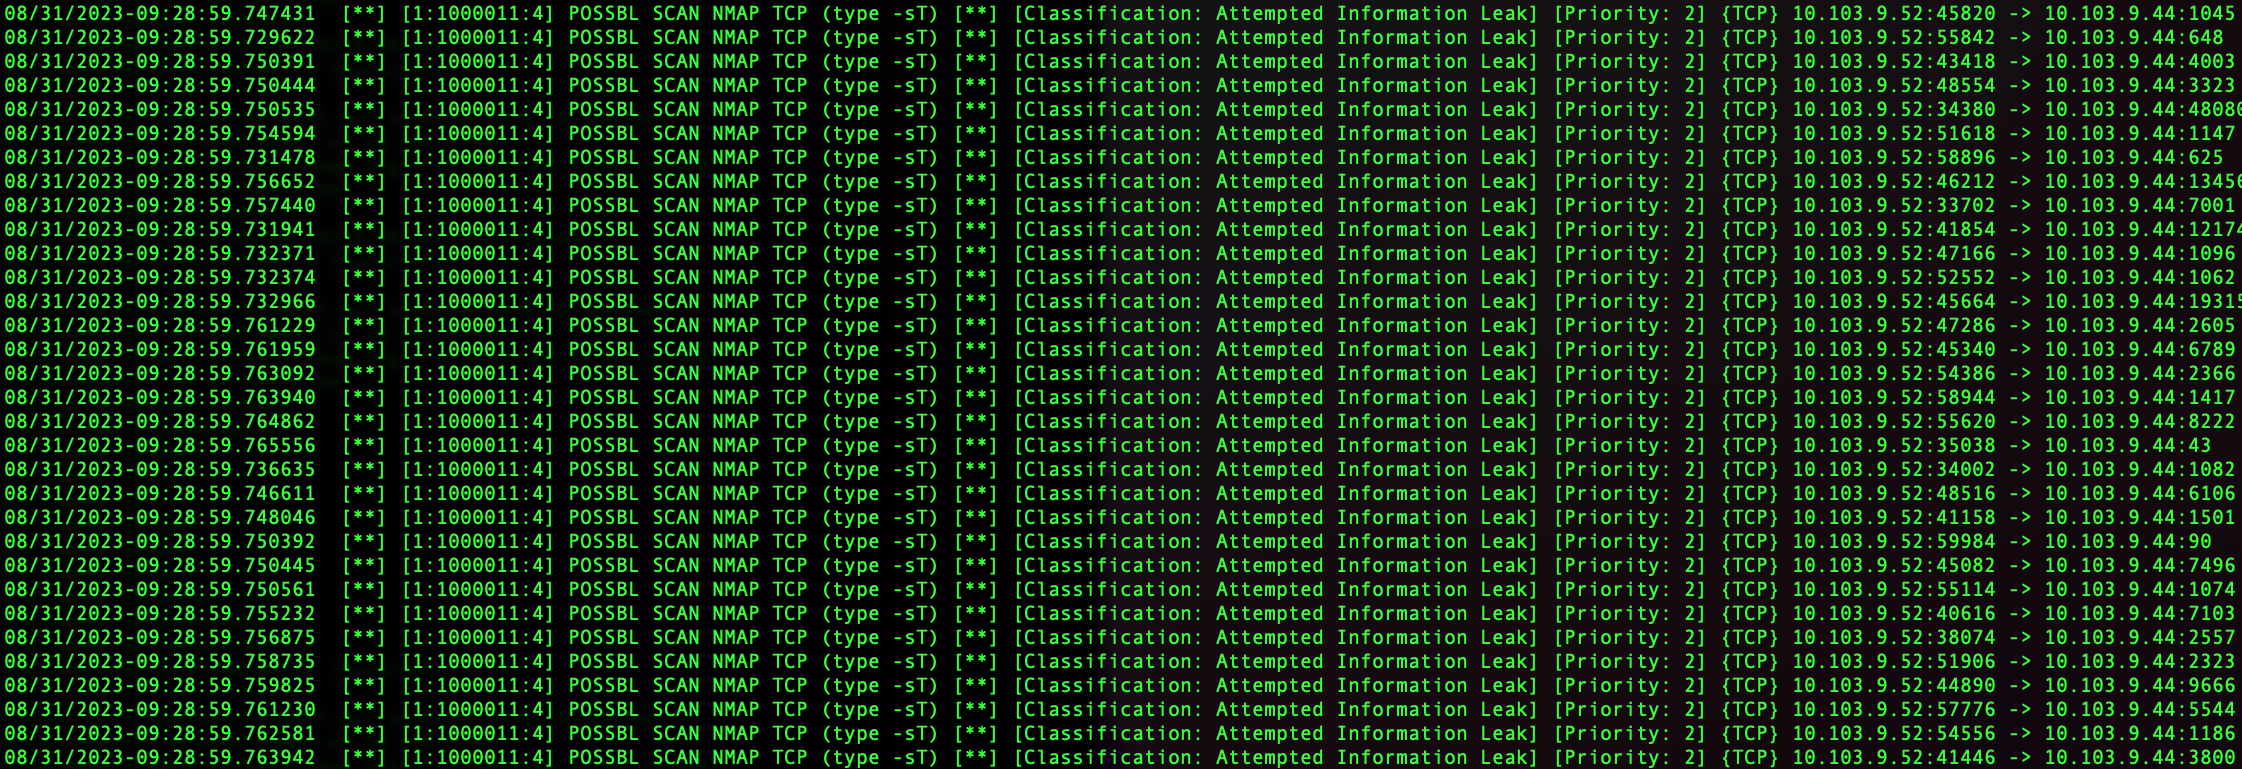 08/31/2023-09:28:59.747431  [**] [1:1000011:4] POSSBL SCAN NMAP TCP (type -sT) [**] [Classification: Attempted Information Leak] [Priority: 2] {TCP} 10.103.9.52:45820 -> 10.103.9.44:1045
08/31/2023-09:28:59.729622  [**] [1:1000011:4] POSSBL SCAN NMAP TCP (type -sT) [**] [Classification: Attempted Information Leak] [Priority: 2] {TCP} 10.103.9.52:55842 -> 10.103.9.44:648
08/31/2023-09:28:59.750391  [**] [1:1000011:4] POSSBL SCAN NMAP TCP (type -sT) [**] [Classification: Attempted Information Leak] [Priority: 2] {TCP} 10.103.9.52:43418 -> 10.103.9.44:4003
08/31/2023-09:28:59.750444  [**] [1:1000011:4] POSSBL SCAN NMAP TCP (type -sT) [**] [Classification: Attempted Information Leak] [Priority: 2] {TCP} 10.103.9.52:48554 -> 10.103.9.44:3323
08/31/2023-09:28:59.750535  [**] [1:1000011:4] POSSBL SCAN NMAP TCP (type -sT) [**] [Classification: Attempted Information Leak] [Priority: 2] {TCP} 10.103.9.52:34380 -> 10.103.9.44:48080
08/31/2023-09:28:59.754594  [**] [1:1000011:4] POSSBL SCAN NMAP TCP (type -sT) [**] [Classification: Attempted Information Leak] [Priority: 2] {TCP} 10.103.9.52:51618 -> 10.103.9.44:1147
08/31/2023-09:28:59.731478  [**] [1:1000011:4] POSSBL SCAN NMAP TCP (type -sT) [**] [Classification: Attempted Information Leak] [Priority: 2] {TCP} 10.103.9.52:58896 -> 10.103.9.44:625
08/31/2023-09:28:59.756652  [**] [1:1000011:4] POSSBL SCAN NMAP TCP (type -sT) [**] [Classification: Attempted Information Leak] [Priority: 2] {TCP} 10.103.9.52:46212 -> 10.103.9.44:13456
08/31/2023-09:28:59.757440  [**] [1:1000011:4] POSSBL SCAN NMAP TCP (type -sT) [**] [Classification: Attempted Information Leak] [Priority: 2] {TCP} 10.103.9.52:33702 -> 10.103.9.44:7001
08/31/2023-09:28:59.731941  [**] [1:1000011:4] POSSBL SCAN NMAP TCP (type -sT) [**] [Classification: Attempted Information Leak] [Priority: 2] {TCP} 10.103.9.52:41854 -> 10.103.9.44:12174
08/31/2023-09:28:59.732371  [**] [1:1000011:4] POSSBL SCAN NMAP TCP (type -sT) [**] [Classification: Attempted Information Leak] [Priority: 2] {TCP} 10.103.9.52:47166 -> 10.103.9.44:1096
08/31/2023-09:28:59.732374  [**] [1:1000011:4] POSSBL SCAN NMAP TCP (type -sT) [**] [Classification: Attempted Information Leak] [Priority: 2] {TCP} 10.103.9.52:52552 -> 10.103.9.44:1062
08/31/2023-09:28:59.732966  [**] [1:1000011:4] POSSBL SCAN NMAP TCP (type -sT) [**] [Classification: Attempted Information Leak] [Priority: 2] {TCP} 10.103.9.52:45664 -> 10.103.9.44:19315
08/31/2023-09:28:59.761229  [**] [1:1000011:4] POSSBL SCAN NMAP TCP (type -sT) [**] [Classification: Attempted Information Leak] [Priority: 2] {TCP} 10.103.9.52:47286 -> 10.103.9.44:2605
08/31/2023-09:28:59.761959  [**] [1:1000011:4] POSSBL SCAN NMAP TCP (type -sT) [**] [Classification: Attempted Information Leak] [Priority: 2] {TCP} 10.103.9.52:45340 -> 10.103.9.44:6789
08/31/2023-09:28:59.763092  [**] [1:1000011:4] POSSBL SCAN NMAP TCP (type -sT) [**] [Classification: Attempted Information Leak] [Priority: 2] {TCP} 10.103.9.52:54386 -> 10.103.9.44:2366
08/31/2023-09:28:59.763940  [**] [1:1000011:4] POSSBL SCAN NMAP TCP (type -sT) [**] [Classification: Attempted Information Leak] [Priority: 2] {TCP} 10.103.9.52:58944 -> 10.103.9.44:1417
08/31/2023-09:28:59.764862  [**] [1:1000011:4] POSSBL SCAN NMAP TCP (type -sT) [**] [Classification: Attempted Information Leak] [Priority: 2] {TCP} 10.103.9.52:55620 -> 10.103.9.44:8222
08/31/2023-09:28:59.765556  [**] [1:1000011:4] POSSBL SCAN NMAP TCP (type -sT) [**] [Classification: Attempted Information Leak] [Priority: 2] {TCP} 10.103.9.52:35038 -> 10.103.9.44:43
08/31/2023-09:28:59.736635  [**] [1:1000011:4] POSSBL SCAN NMAP TCP (type -sT) [**] [Classification: Attempted Information Leak] [Priority: 2] {TCP} 10.103.9.52:34002 -> 10.103.9.44:1082
08/31/2023-09:28:59.746611  [**] [1:1000011:4] POSSBL SCAN NMAP TCP (type -sT) [**] [Classification: Attempted Information Leak] [Priority: 2] {TCP} 10.103.9.52:48516 -> 10.103.9.44:6106
08/31/2023-09:28:59.748046  [**] [1:1000011:4] POSSBL SCAN NMAP TCP (type -sT) [**] [Classification: Attempted Information Leak] [Priority: 2] {TCP} 10.103.9.52:41158 -> 10.103.9.44:1501
08/31/2023-09:28:59.750392  [**] [1:1000011:4] POSSBL SCAN NMAP TCP (type -sT) [**] [Classification: Attempted Information Leak] [Priority: 2] {TCP} 10.103.9.52:59984 -> 10.103.9.44:90
08/31/2023-09:28:59.750445  [**] [1:1000011:4] POSSBL SCAN NMAP TCP (type -sT) [**] [Classification: Attempted Information Leak] [Priority: 2] {TCP} 10.103.9.52:45082 -> 10.103.9.44:7496
08/31/2023-09:28:59.750561  [**] [1:1000011:4] POSSBL SCAN NMAP TCP (type -sT) [**] [Classification: Attempted Information Leak] [Priority: 2] {TCP} 10.103.9.52:55114 -> 10.103.9.44:1074
08/31/2023-09:28:59.755232  [**] [1:1000011:4] POSSBL SCAN NMAP TCP (type -sT) [**] [Classification: Attempted Information Leak] [Priority: 2] {TCP} 10.103.9.52:40616 -> 10.103.9.44:7103
08/31/2023-09:28:59.756875  [**] [1:1000011:4] POSSBL SCAN NMAP TCP (type -sT) [**] [Classification: Attempted Information Leak] [Priority: 2] {TCP} 10.103.9.52:38074 -> 10.103.9.44:2557
08/31/2023-09:28:59.758735  [**] [1:1000011:4] POSSBL SCAN NMAP TCP (type -sT) [**] [Classification: Attempted Information Leak] [Priority: 2] {TCP} 10.103.9.52:51906 -> 10.103.9.44:2323
08/31/2023-09:28:59.759825  [**] [1:1000011:4] POSSBL SCAN NMAP TCP (type -sT) [**] [Classification: Attempted Information Leak] [Priority: 2] {TCP} 10.103.9.52:44890 -> 10.103.9.44:9666
08/31/2023-09:28:59.761230  [**] [1:1000011:4] POSSBL SCAN NMAP TCP (type -sT) [**] [Classification: Attempted Information Leak] [Priority: 2] {TCP} 10.103.9.52:57776 -> 10.103.9.44:5544
08/31/2023-09:28:59.762581  [**] [1:1000011:4] POSSBL SCAN NMAP TCP (type -sT) [**] [Classification: Attempted Information Leak] [Priority: 2] {TCP} 10.103.9.52:54556 -> 10.103.9.44:1186
08/31/2023-09:28:59.763942  [**] [1:1000011:4] POSSBL SCAN NMAP TCP (type -sT) [**] [Classification: Attempted Information Leak] [Priority: 2] {TCP} 10.103.9.52:41446 -> 10.103.9.44:3800